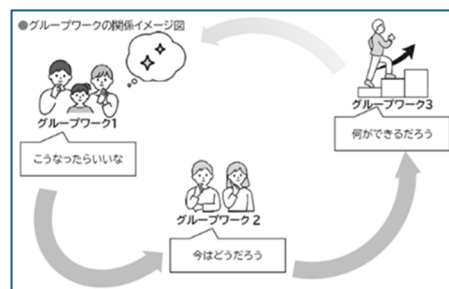 ●グループワークの関係イメージ図
グループワーク1
こうなったらいいな
グループワーク2
今はどうだろう
グループワーク3
何ができるだろう